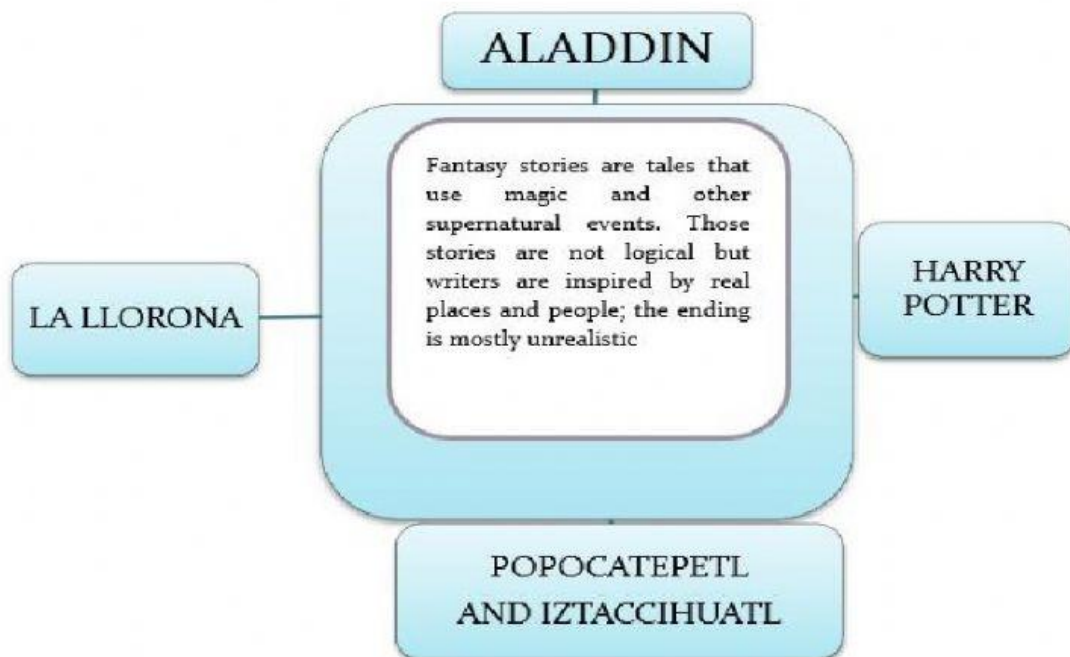 ALADDIN
Fantasy stories are tales that
use magic and other
supernatural events. Those
stories are not logical but
writers are inspired by real
places and people; the ending
is mostly unrealistic
LA LLORONA
HARRY
POTTER
POPOCATEPETL
AND IZTACCIHUATL